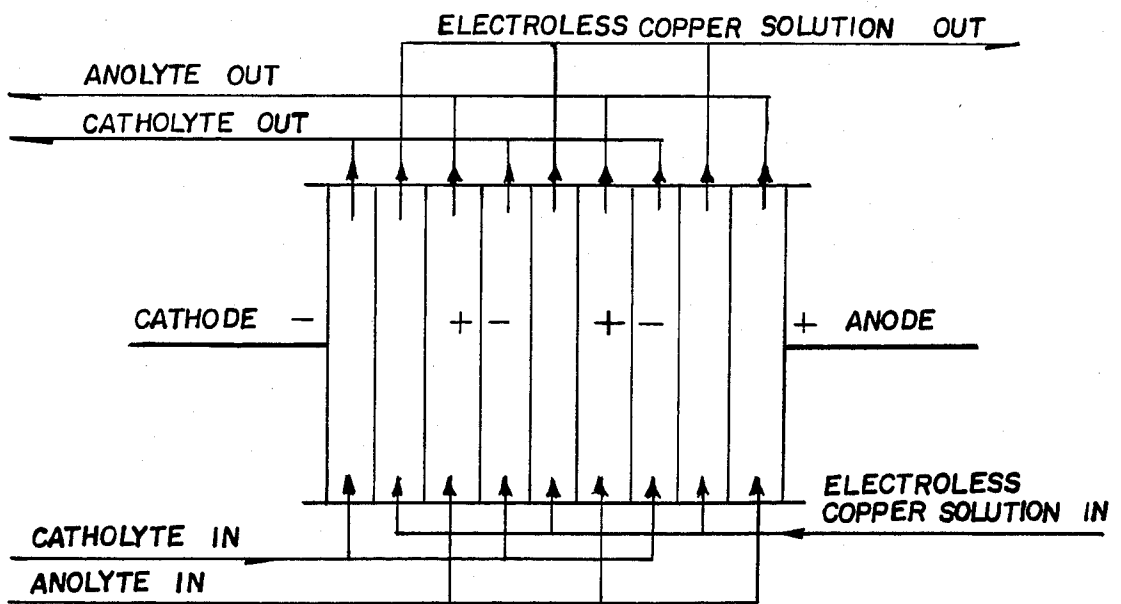 ELECTROLESS COPPER SOLUTION OUT
ANOLYTE OUT
CATHOLYTE OUT
CATHODE − + − + − + ANODE
ELECTROLESS
COPPER SOLUTION IN
CATHOLYTE IN
ANOLYTE IN